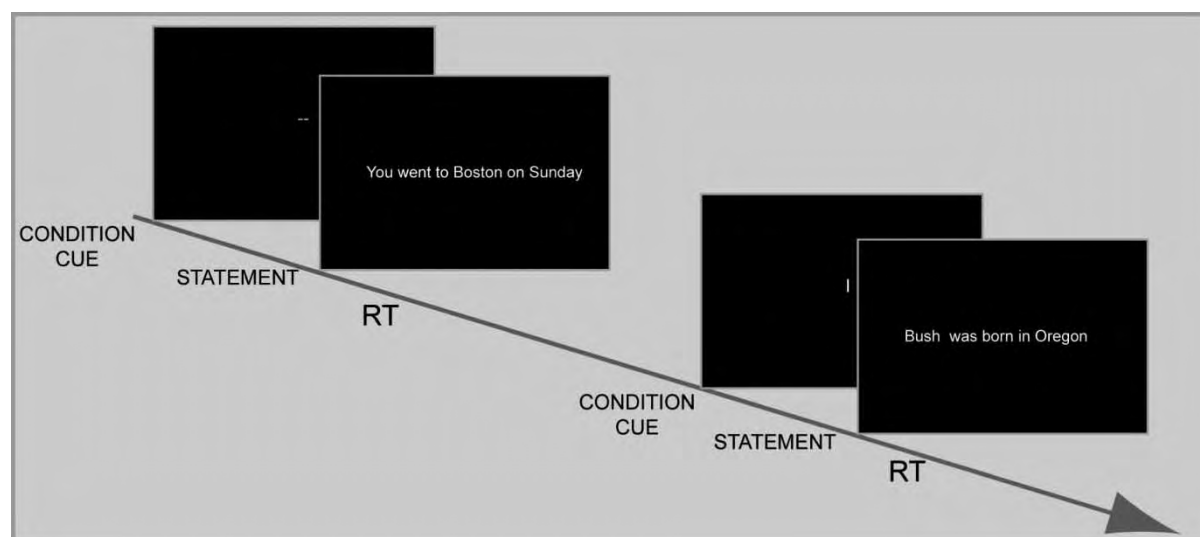 --
You went to Boston on Sunday
CONDITION
CUE
STATEMENT
RT
|
Bush was born in Oregon
CONDITION
CUE
STATEMENT
RT